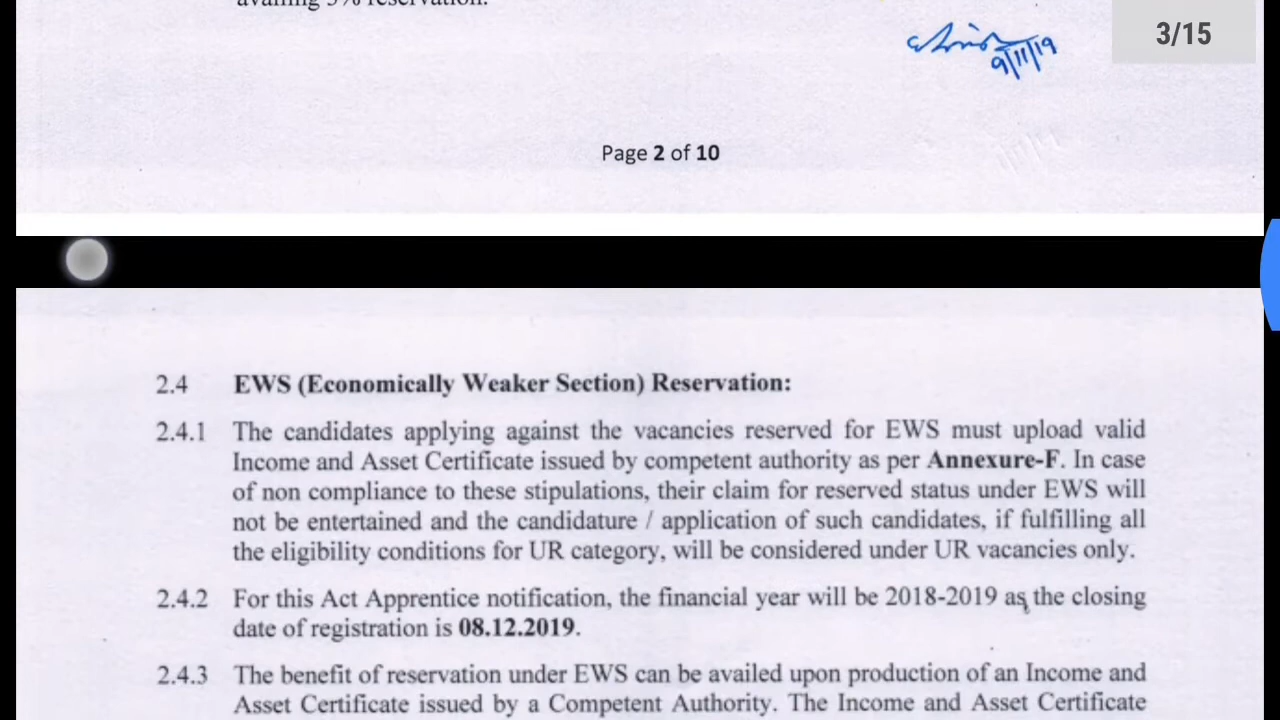 availing 3% reservation.
3/15
9/11/19
Page 2 of 10
2.4 EWS (Economically Weaker Section) Reservation:
2.4.1 The candidates applying against the vacancies reserved for EWS must upload valid
Income and Asset Certificate issued by competent authority as per Annexure-F. In case
of non compliance to these stipulations, their claim for reserved status under EWS will
not be entertained and the candidature / application of such candidates, if fulfilling all
the eligibility conditions for UR category, will be considered under UR vacancies only.
2.4.2 For this Act Apprentice notification, the financial year will be 2018-2019 as the closing
date of registration is 08.12.2019.
2.4.3 The benefit of reservation under EWS can be availed upon production of an Income and
Asset Certificate issued by a Competent Authority. The Income and Asset Certificate